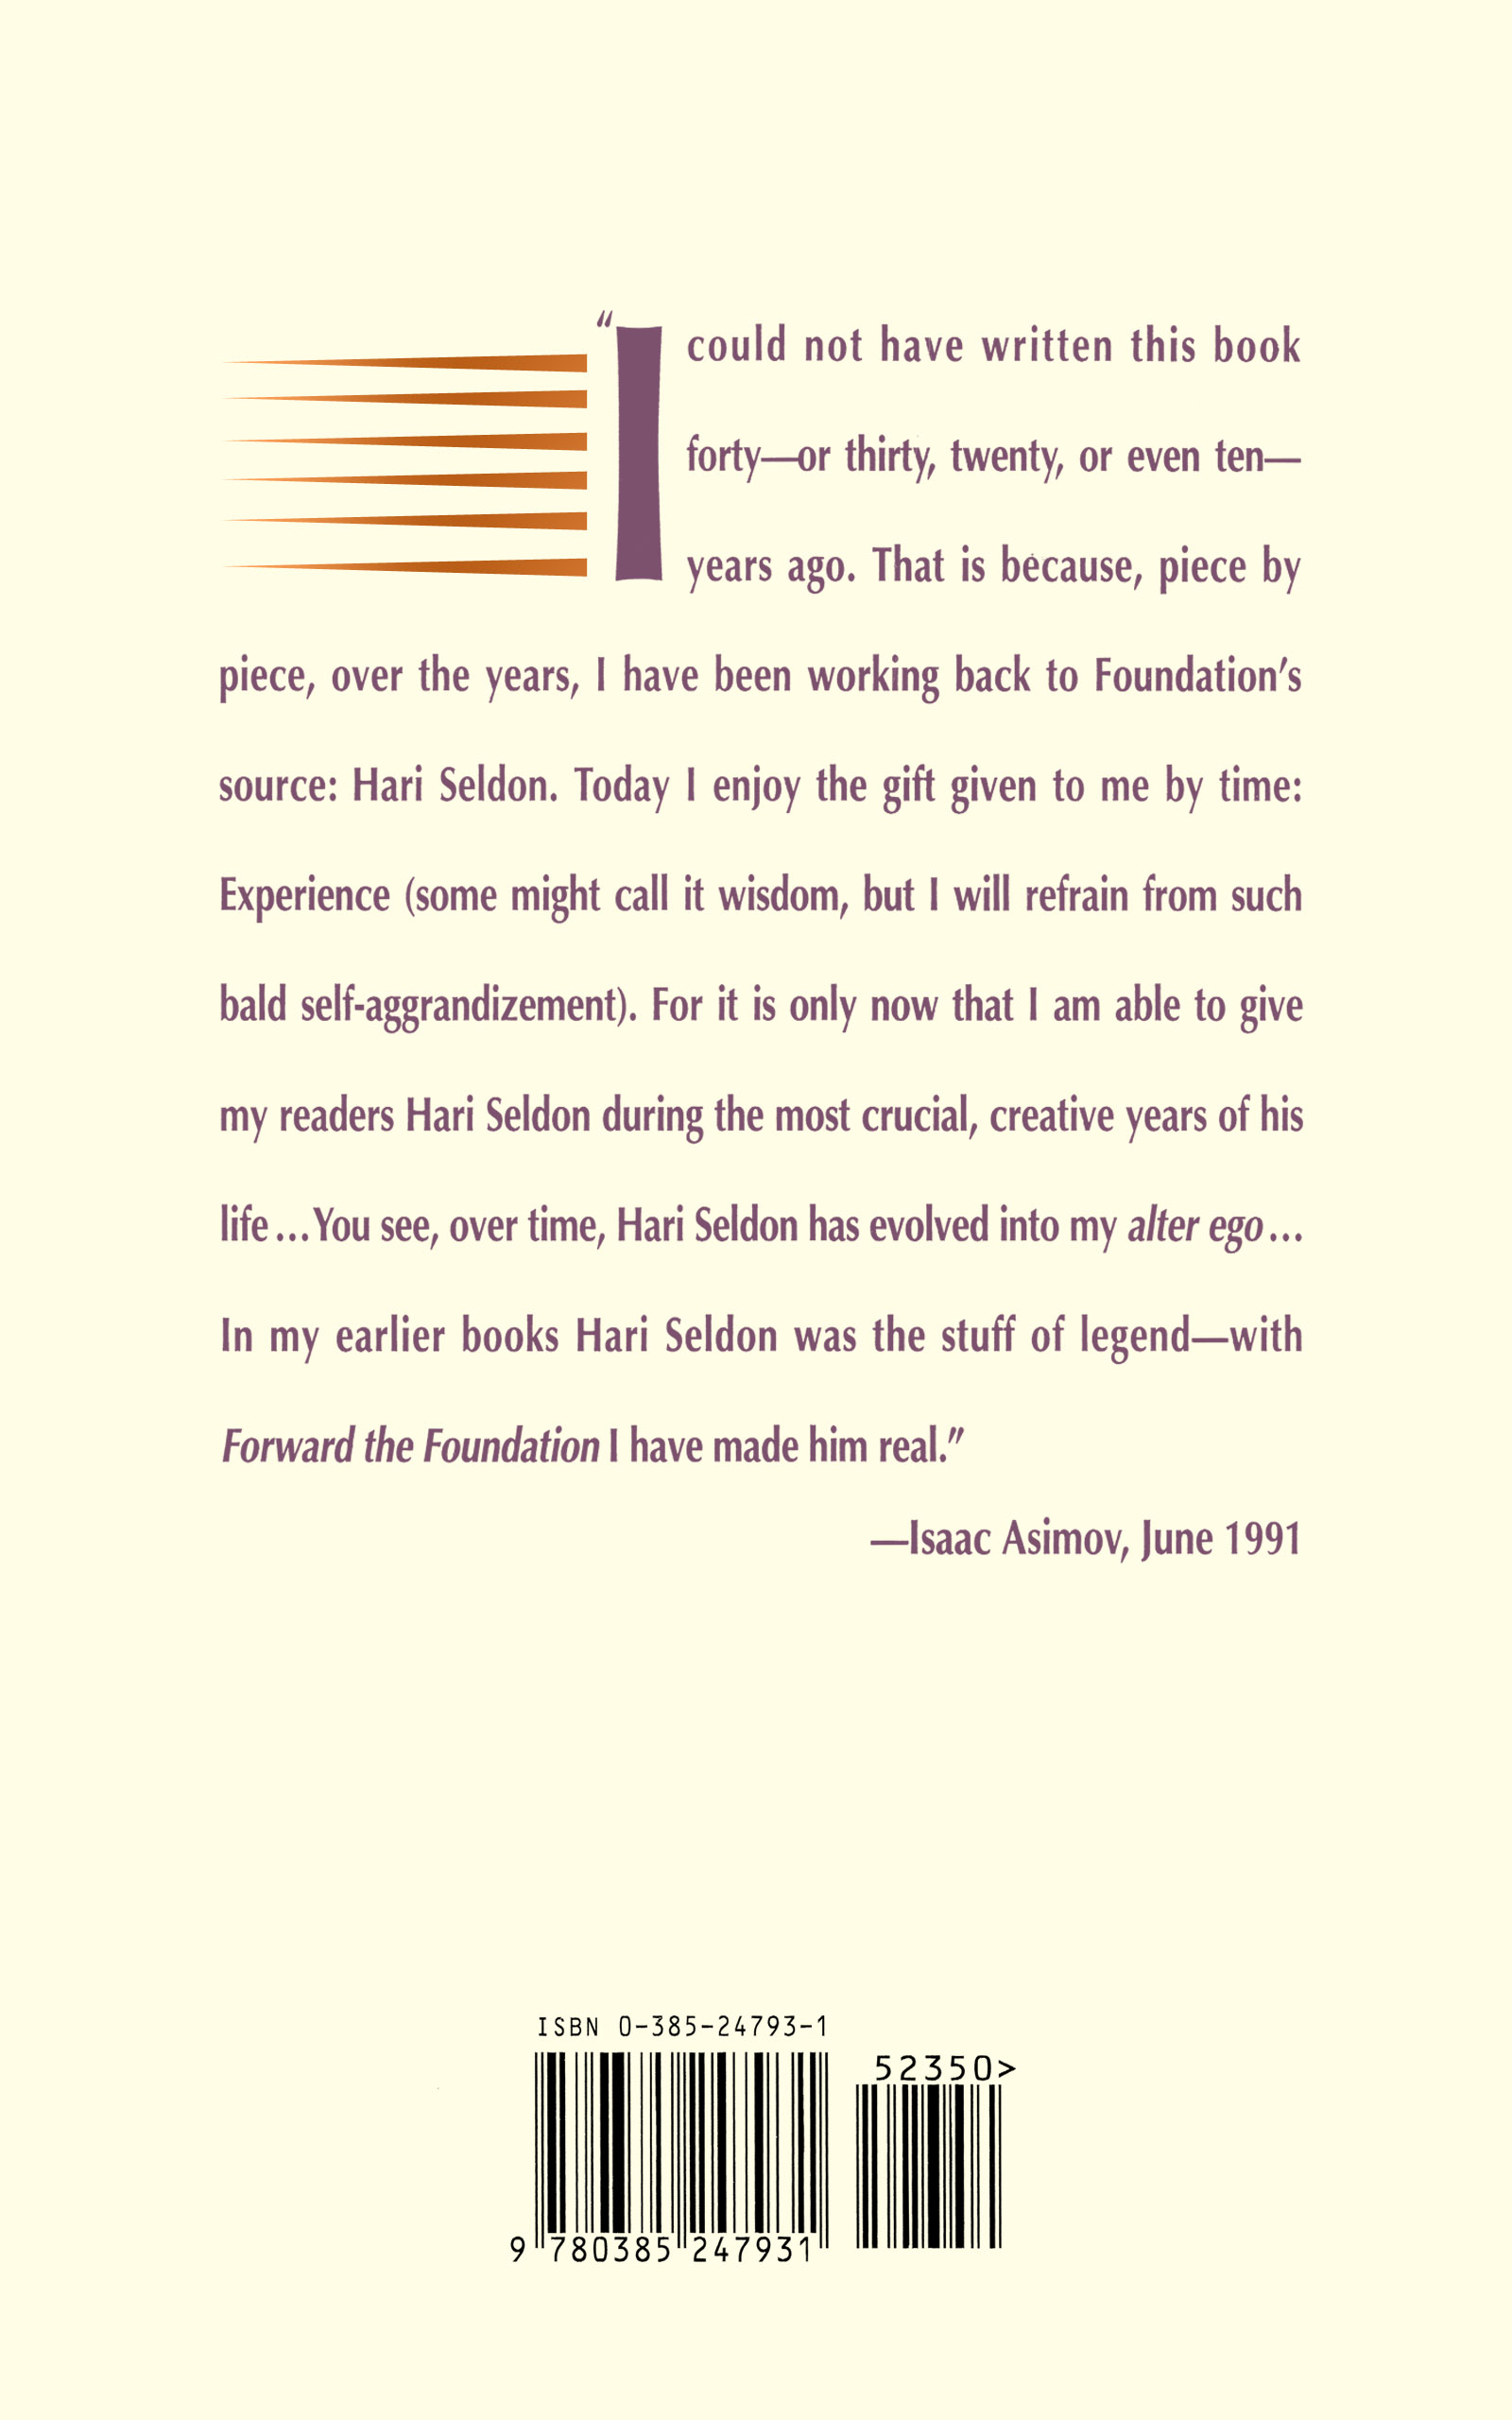 “I could not have written this book
forty—or thirty, twenty, or even ten—
years ago. That is because, piece by
piece, over the years, I have been working back to Foundation’s
source: Hari Seldon. Today I enjoy the gift given to me by time:
Experience (some might call it wisdom, but I will refrain from such
bald self-aggrandizement). For it is only now that I am able to give
my readers Hari Seldon during the most crucial, creative years of his
life...You see, over time, Hari Seldon has evolved into my alter ego...
In my earlier books Hari Seldon was the stuff of legend—with
Forward the Foundation I have made him real.”
—Isaac Asimov, June 1991
ISBN 0-385-24793-1
52350>
9 780385 247931